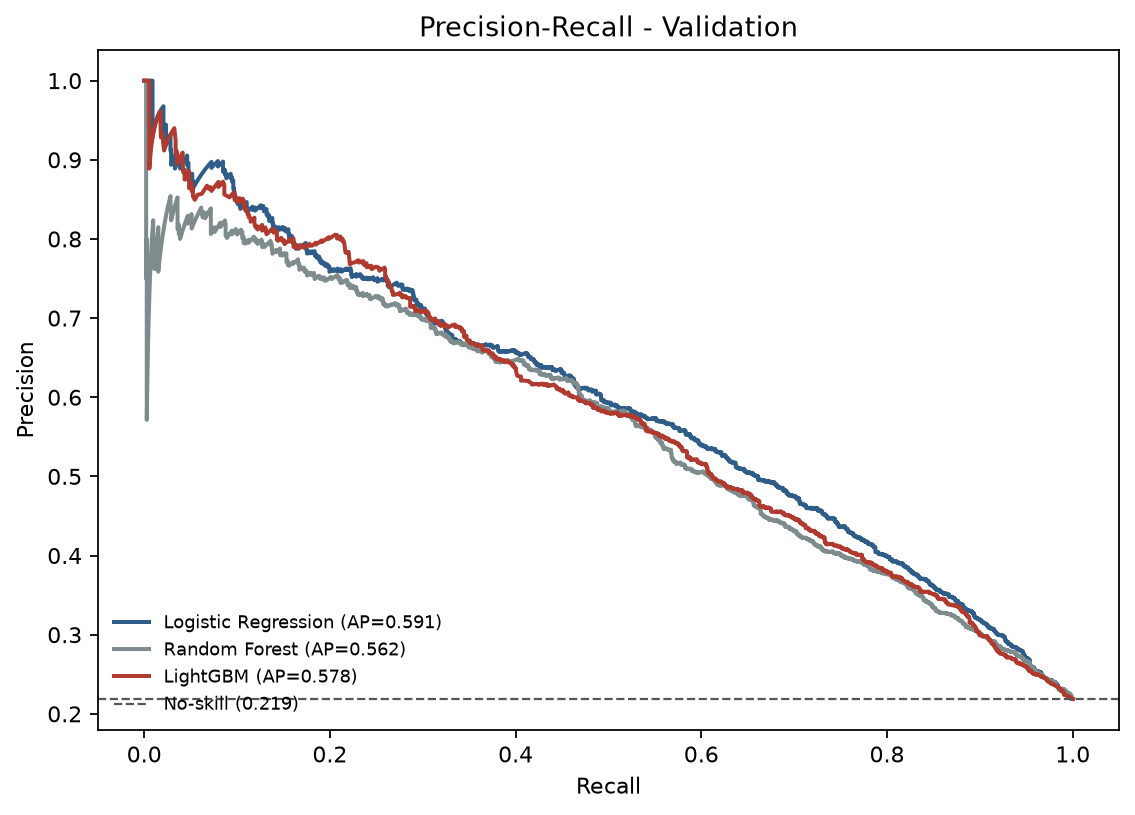 Precision-Recall - Validation
1.0
0.9
0.8
0.7
0.6
0.5
0.4
0.3
0.2
Precision
Logistic Regression (AP=0.591)
Random Forest (AP=0.562)
LightGBM (AP=0.578)
No-skill (0.219)
0.0 0.2 0.4 0.6 0.8 1.0
Recall